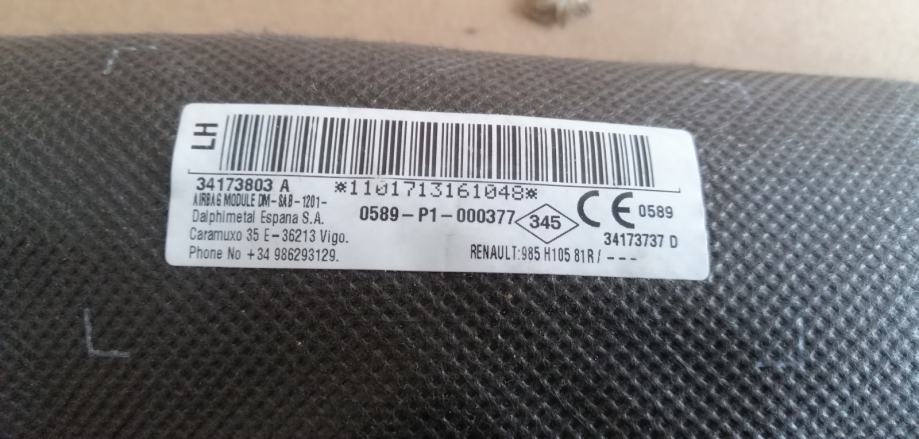 LH
34173803 A
*1101713161048*
AIRBAG MODULE DM-SAB-1201-
Dalphimetal Espana S.A.
0589-P1-000377
345
CE 0589
Caramuxo 35 E-36213 Vigo.
34173737 D
Phone No +34 986293129.
RENAULT:985 H105 81R/ ---